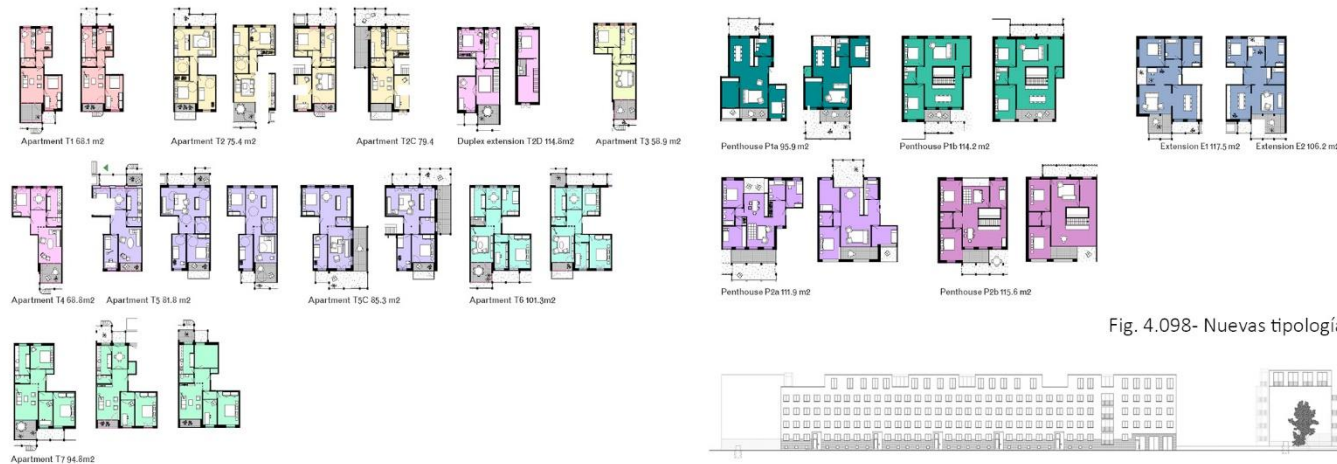 Apartment T1 68.1 m2
Apartment T2 75.4 m2
Apartment T2C 79.4
Duplex extension T2D 114.8m2
Apartment T3 58.9 m2
Apartment T4 68.8m2
Apartment T5 81.8 m2
Apartment T5C 85.3 m2
Apartment T6 101.3m2
Apartment T7 94.8m2
Penthouse P1a 95.9 m2
Penthouse P1b 114.2 m2
Extension E1 117.5 m2
Extension E2 106.2 m2
Penthouse P2a 111.9 m2
Penthouse P2b 115.6 m2
Fig. 4.098- Nuevas tipología